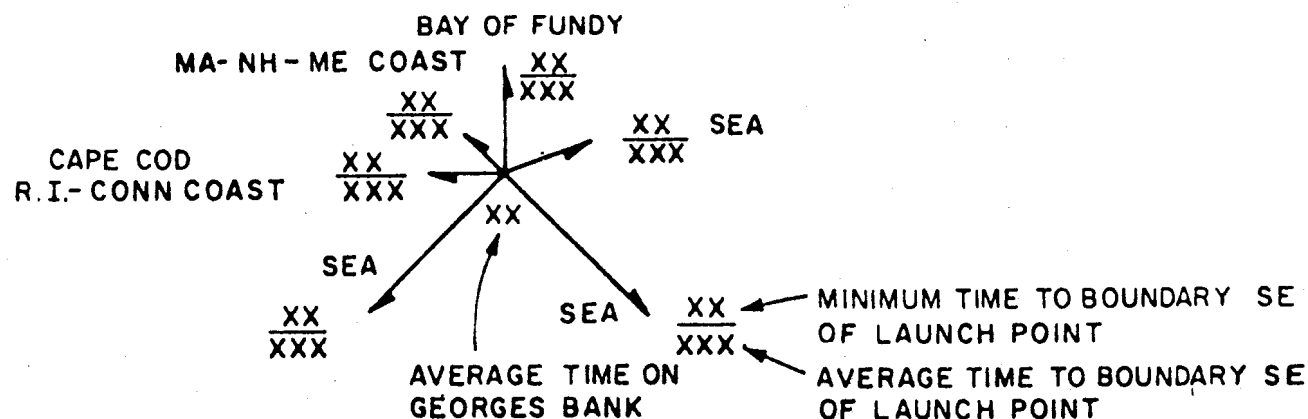 BAY OF FUNDY
MA-NH-ME COAST
XX
XXX
XX
XXX
XX
XXX
SEA
CAPE COD
R.I.-CONN COAST
XX
XXX
XX
SEA
XX
XXX
SEA
XX
XXX
MINIMUM TIME TO BOUNDARY SE
OF LAUNCH POINT
AVERAGE TIME ON
GEORGES BANK
AVERAGE TIME TO BOUNDARY SE
OF LAUNCH POINT